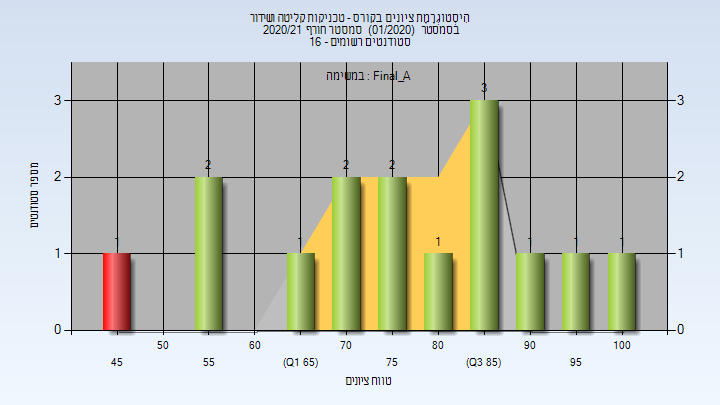 היסטוגרמת ציונים בקורס - טכניקות קליטה ושידור
בסמסטר (01/2020) סמסטר חורף 2020/21
סטודנטים רשומים - 16
במשימה : Final_A
מספר סטודנטים
3 3
2 2
1 1
0 0
1 2 1 2 2 1 3 1 1 1
50 60 70 80 90 100
45 55 (Q1 65) 75 (Q3 85) 95
טווח ציונים